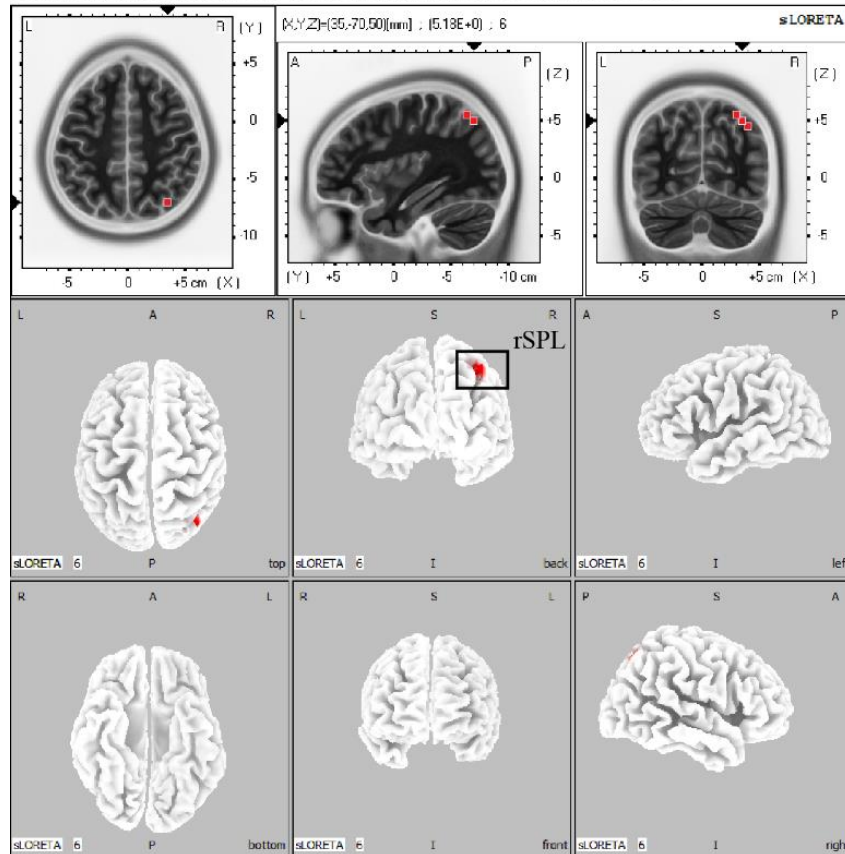 (X,Y,Z)=(35,-70,50)[mm] ; (5.18E+0) ; 6 sLORETA
L R (Y)
+5
0
-5
-10
-5 0 +5 cm (X)
A P (Z)
+5
0
-5
(Y) +5 0 -5 -10 cm
L R (Z)
+5
0
-5
-5 0 +5 cm (X)
L A R
sLORETA 6 P top
L S R
rSPL
sLORETA 6 I back
A S P
sLORETA 6 I left
R A L
sLORETA 6 P bottom
R S L
sLORETA 6 I front
P S A
sLORETA 6 I right